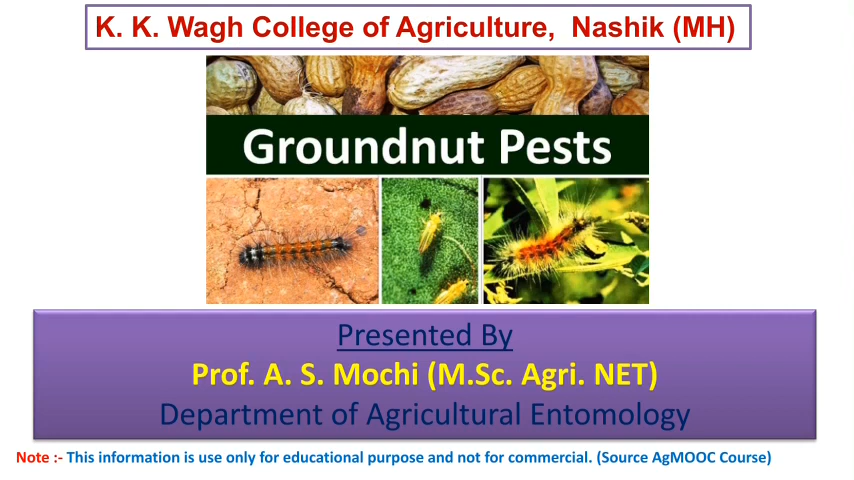 K. K. Wagh College of Agriculture, Nashik (MH)
Groundnut Pests
Presented By
Prof. A. S. Mochi (M.Sc. Agri. NET)
Department of Agricultural Entomology
Note :- This information is use only for educational purpose and not for commercial. (Source AgMOOC Course)